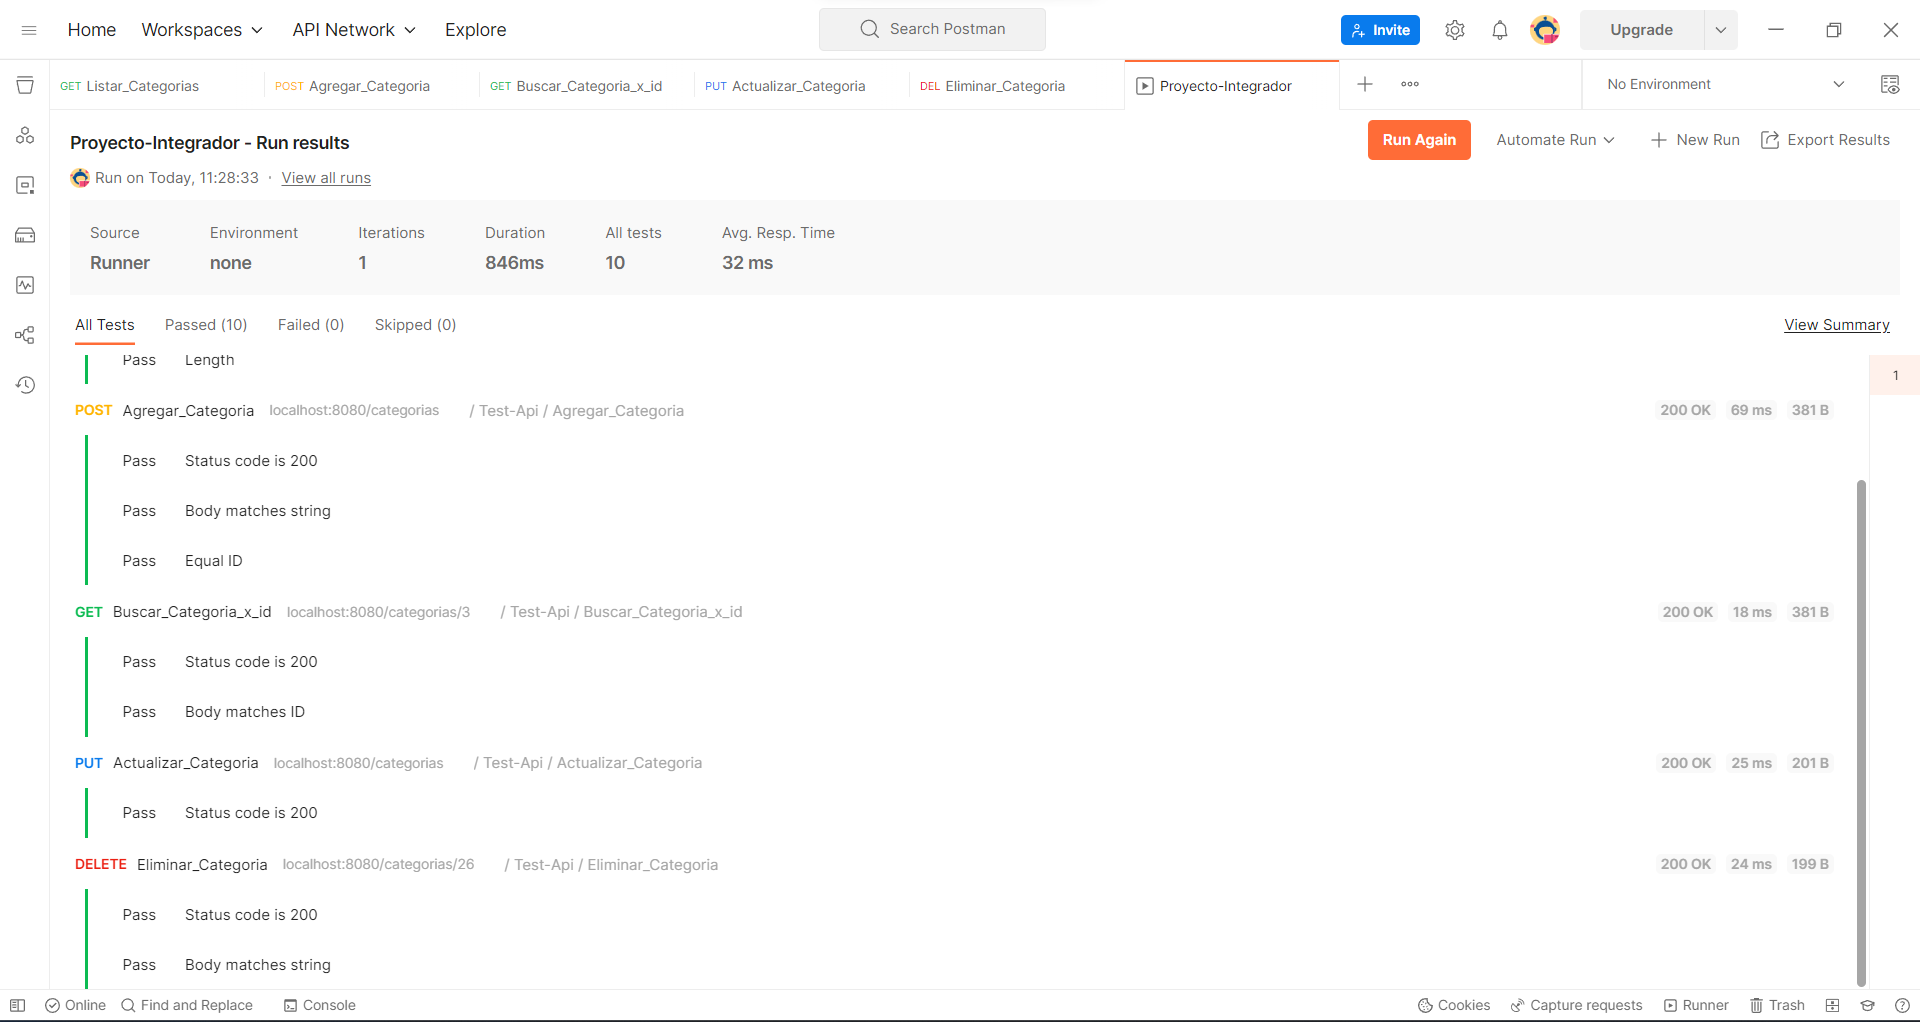 Home Workspaces API Network Explore Search Postman Invite Upgrade
GET Listar_Categorias POST Agregar_Categoria GET Buscar_Categoria_x_id PUT Actualizar_Categoria DEL Eliminar_Categoria Proyecto-Integrador No Environment
Proyecto-Integrador - Run results Run Again Automate Run New Run Export Results
Run on Today, 11:28:33 · View all runs
Source Environment Iterations Duration All tests Avg. Resp. Time
Runner none 1 846ms 10 32 ms
All Tests Passed (10) Failed (0) Skipped (0) View Summary
Pass Length
1
POST Agregar_Categoria localhost:8080/categorias / Test-Api / Agregar_Categoria 200 OK 69 ms 381 B
Pass Status code is 200
Pass Body matches string
Pass Equal ID
GET Buscar_Categoria_x_id localhost:8080/categorias/3 / Test-Api / Buscar_Categoria_x_id 200 OK 18 ms 381 B
Pass Status code is 200
Pass Body matches ID
PUT Actualizar_Categoria localhost:8080/categorias / Test-Api / Actualizar_Categoria 200 OK 25 ms 201 B
Pass Status code is 200
DELETE Eliminar_Categoria localhost:8080/categorias/26 / Test-Api / Eliminar_Categoria 200 OK 24 ms 199 B
Pass Status code is 200
Pass Body matches string
Online Find and Replace Console Cookies Capture requests Runner Trash